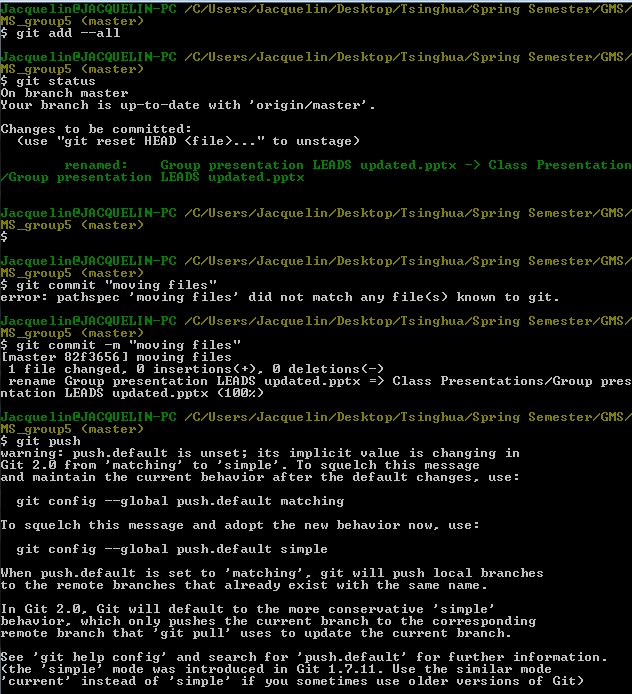 Jacquelin@JACQUELIN-PC /C/Users/Jacquelin/Desktop/Tsinghua/Spring Semester/GMS/
MS_group5 (master)
$ git add --all
Jacquelin@JACQUELIN-PC /C/Users/Jacquelin/Desktop/Tsinghua/Spring Semester/GMS/
MS_group5 (master)
$ git status
On branch master
Your branch is up-to-date with 'origin/master'.
Changes to be committed:
(use "git reset HEAD <file>..." to unstage)
renamed: Group presentation LEADS updated.pptx -> Class Presentation
/Group presentation LEADS updated.pptx
Jacquelin@JACQUELIN-PC /C/Users/Jacquelin/Desktop/Tsinghua/Spring Semester/GMS/
MS_group5 (master)
$
Jacquelin@JACQUELIN-PC /C/Users/Jacquelin/Desktop/Tsinghua/Spring Semester/GMS/
MS_group5 (master)
$ git commit "moving files"
error: pathspec 'moving files' did not match any file(s) known to git.
Jacquelin@JACQUELIN-PC /C/Users/Jacquelin/Desktop/Tsinghua/Spring Semester/GMS/
MS_group5 (master)
$ git commit -m "moving files"
[master 82f3656] moving files
1 file changed, 0 insertions(+), 0 deletions(-)
rename Group presentation LEADS updated.pptx => Class Presentations/Group pres
ntation LEADS updated.pptx (100%)
Jacquelin@JACQUELIN-PC /C/Users/Jacquelin/Desktop/Tsinghua/Spring Semester/GMS/
MS_group5 (master)
$ git push
warning: push.default is unset; its implicit value is changing in
Git 2.0 from 'matching' to 'simple'. To squelch this message
and maintain the current behavior after the default changes, use:
git config --global push.default matching
To squelch this message and adopt the new behavior now, use:
git config --global push.default simple
When push.default is set to 'matching', git will push local branches
to the remote branches that already exist with the same name.
In Git 2.0, Git will default to the more conservative 'simple'
behavior, which only pushes the current branch to the corresponding
remote branch that 'git pull' uses to update the current branch.
See 'git help config' and search for 'push.default' for further information.
(the 'simple' mode was introduced in Git 1.7.11. Use the similar mode
'current' instead of 'simple' if you sometimes use older versions of Git)